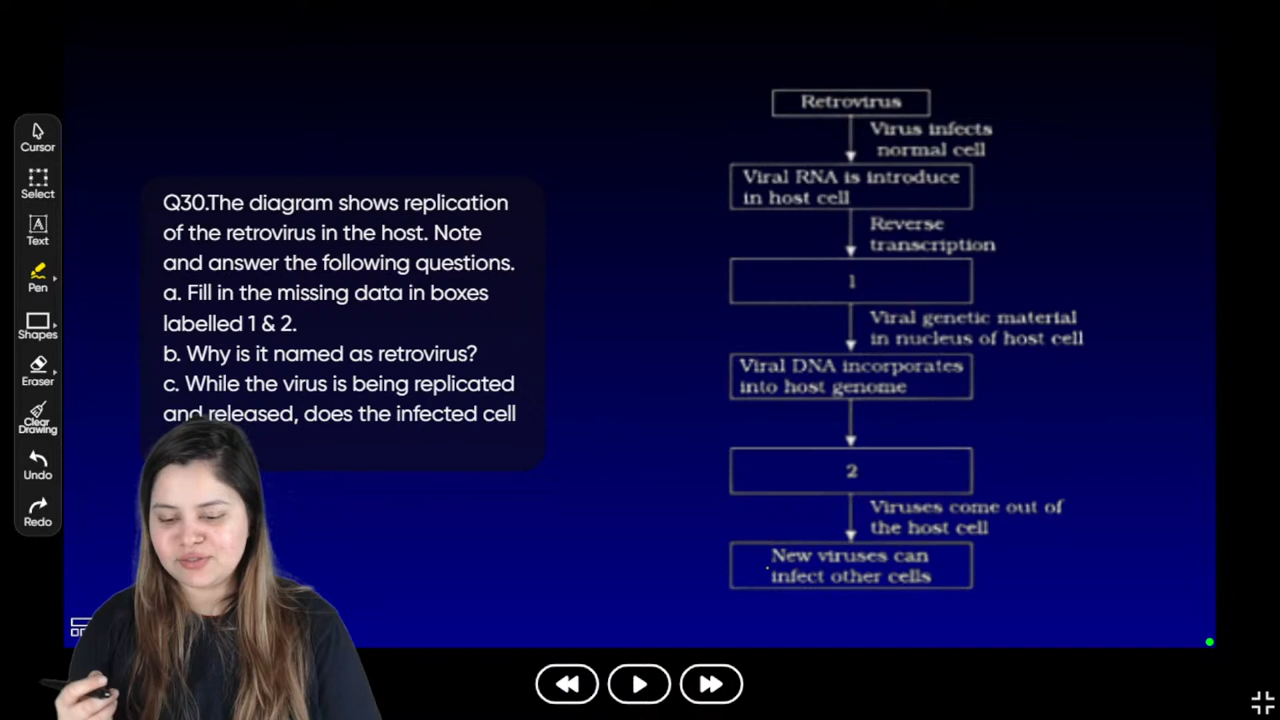 Cursor
Select
Text
Pen
Shapes
Eraser
Clear
Drawing
Undo
Redo
Q30.The diagram shows replication
of the retrovirus in the host. Note
and answer the following questions.
a. Fill in the missing data in boxes
labelled 1 & 2.
b. Why is it named as retrovirus?
c. While the virus is being replicated
and released, does the infected cell
Retrovirus
Virus infects
normal cell
Viral RNA is introduce
in host cell
Reverse
transcription
1
Viral genetic material
in nucleus of host cell
Viral DNA incorporates
into host genome
2
Viruses come out of
the host cell
New viruses can
infect other cells